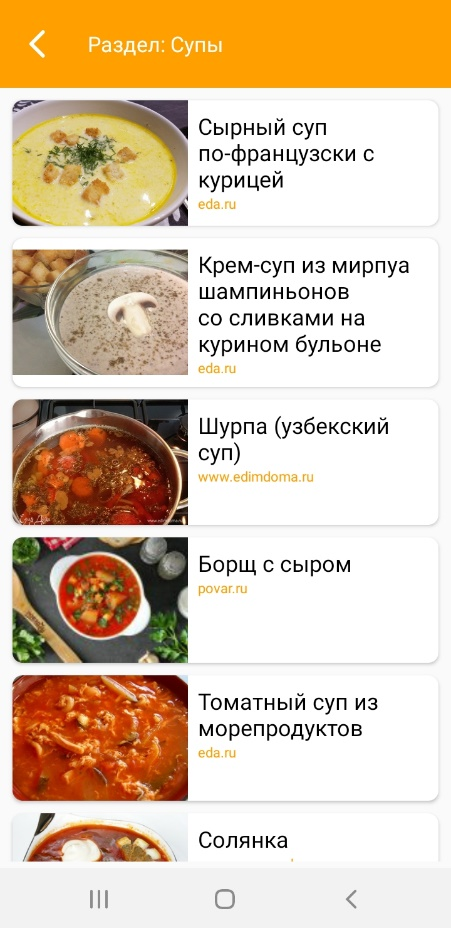 Раздел: Супы
Сырный суп
по-французски с
курицей
eda.ru
Крем-суп из мирпуа
шампиньонов
со сливками на
курином бульоне
eda.ru
Шурпа (узбекский
суп)
www.edimdoma.ru
Борщ с сыром
povar.ru
Томатный суп из
морепродуктов
eda.ru
Солянка